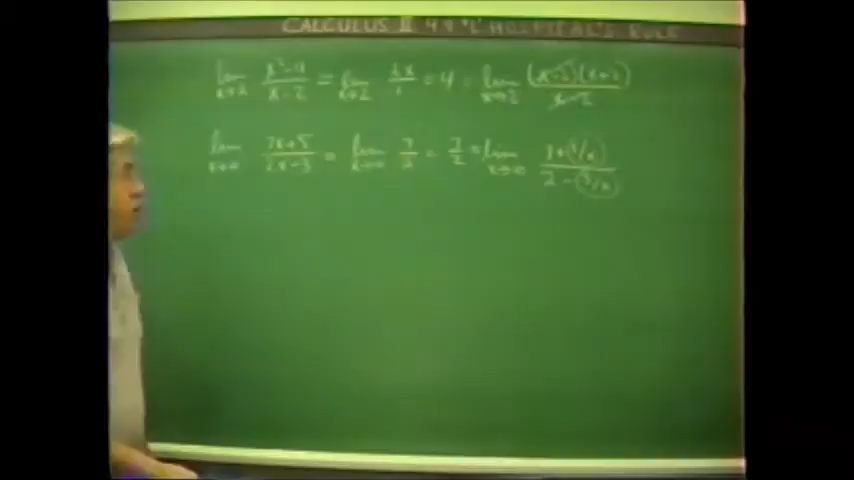 CALCULUS II 4.9 "L'HOSPITAL'S RULE
lim x→2 x²-4 / x-2 = lim x→2 2x / 1 = 4 = lim x→2 (x-2)(x+2) / x-2
lim x→∞ 7x+5 / 2x-3 = lim x→∞ 7/2 = 7/2 = lim x→∞ 7+(5/x) / 2-(3/x)